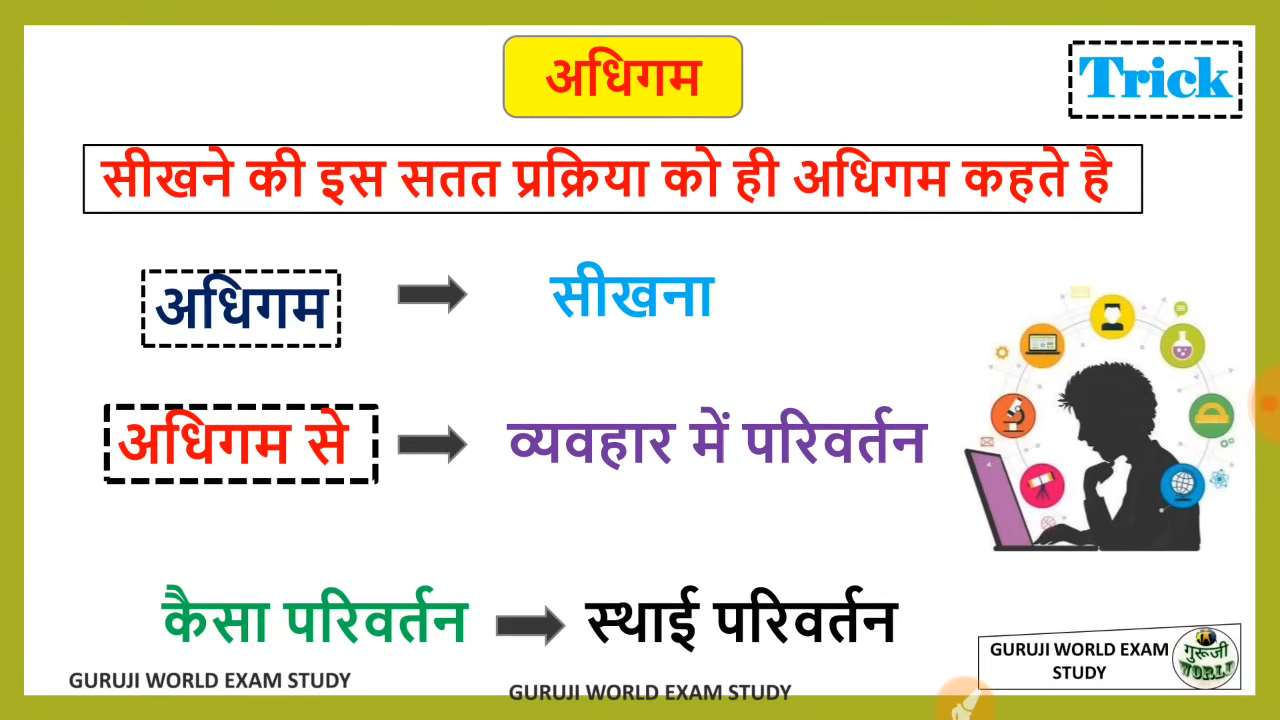 अधिगम
Trick
सीखने की इस सतत प्रक्रिया को ही अधिगम कहते है
अधिगम
सीखना
अधिगम से
व्यवहार में परिवर्तन
कैसा परिवर्तन
स्थाई परिवर्तन
GURUJI WORLD EXAM
STUDY
गुरूजी
WORLD
GURUJI WORLD EXAM STUDY
GURUJI WORLD EXAM STUDY